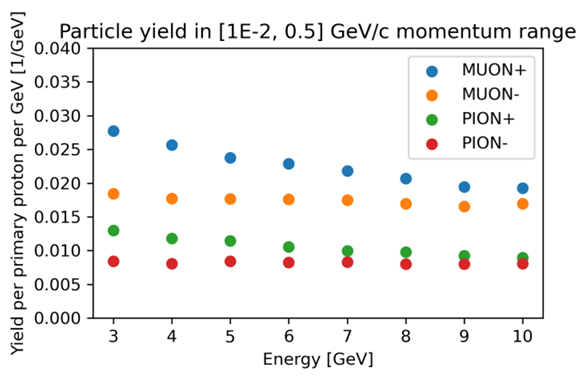 Particle yield in [1E-2, 0.5] GeV/c momentum range
Yield per primary proton per GeV [1/GeV]
0.040
0.035
0.030
0.025
0.020
0.015
0.010
0.005
0.000
MUON+
MUON-
PION+
PION-
3 4 5 6 7 8 9 10
Energy [GeV]